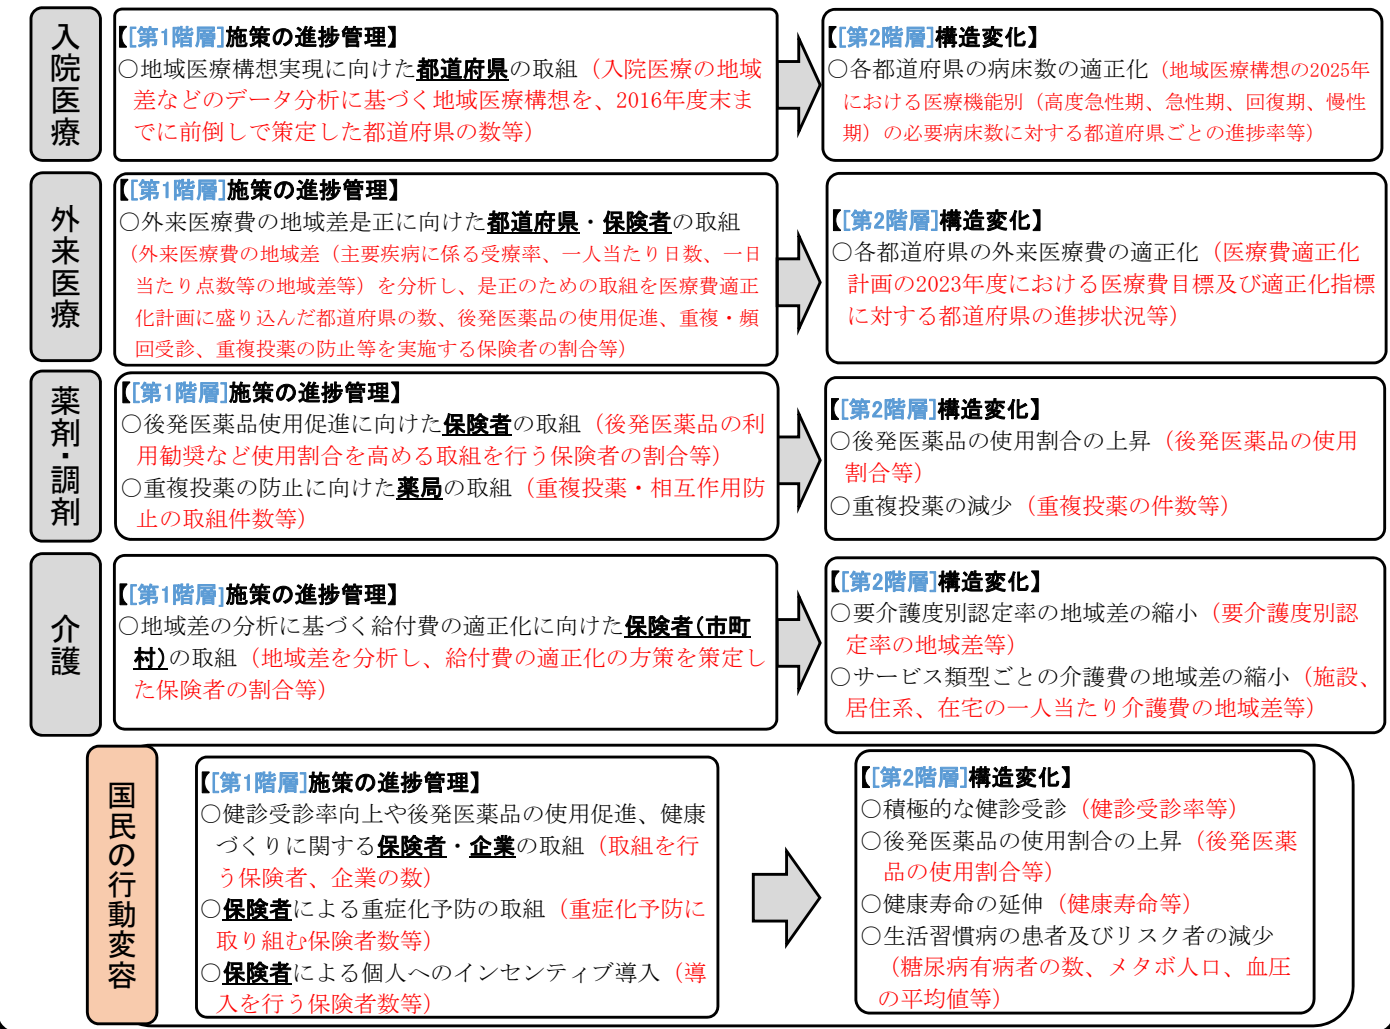 入院医療
【[第1階層]施策の進捗管理】
○地域医療構想実現に向けた都道府県の取組（入院医療の地域
差などのデータ分析に基づく地域医療構想を、2016年度末ま
でに前倒しで策定した都道府県の数等）
【[第2階層]構造変化】
○各都道府県の病床数の適正化（地域医療構想の2025年
における医療機能別（高度急性期、急性期、回復期、慢性
期）の必要病床数に対する都道府県ごとの進捗率等）
外来医療
【[第1階層]施策の進捗管理】
○外来医療費の地域差是正に向けた都道府県・保険者の取組
（外来医療費の地域差（主要疾病に係る受療率、一人当たり日数、一日
当たり点数等の地域差等）を分析し、是正のための取組を医療費適正
化計画に盛り込んだ都道府県の数、後発医薬品の使用促進、重複・頻
回受診、重複投薬の防止等を実施する保険者の割合等）
【[第2階層]構造変化】
○各都道府県の外来医療費の適正化（医療費適正化
計画の2023年度における医療費目標及び適正化指標
に対する都道府県の進捗状況等）
薬剤・調剤
【[第1階層]施策の進捗管理】
○後発医薬品使用促進に向けた保険者の取組（後発医薬品の利
用勧奨など使用割合を高める取組を行う保険者の割合等）
○重複投薬の防止に向けた薬局の取組（重複投薬・相互作用防
止の取組件数等）
【[第2階層]構造変化】
○後発医薬品の使用割合の上昇（後発医薬品の使用
割合等）
○重複投薬の減少（重複投薬の件数等）
介護
【[第1階層]施策の進捗管理】
○地域差の分析に基づく給付費の適正化に向けた保険者(市町
村)の取組（地域差を分析し、給付費の適正化の方策を策定し
た保険者の割合等）
【[第2階層]構造変化】
○要介護度別認定率の地域差の縮小（要介護度別認
定率の地域差等）
○サービス類型ごとの介護費の地域差の縮小（施設、
居住系、在宅の一人当たり介護費の地域差等）
国民の行動変容
【[第1階層]施策の進捗管理】
○健診受診率向上や後発医薬品の使用促進、健康
づくりに関する保険者・企業の取組（取組を行
う保険者、企業の数）
○保険者による重症化予防の取組（重症化予防に
取り組む保険者数等）
○保険者による個人へのインセンティブ導入（導
入を行う保険者数等）
【[第2階層]構造変化】
○積極的な健診受診（健診受診率等）
○後発医薬品の使用割合の上昇（後発医薬
品の使用割合等）
○健康寿命の延伸（健康寿命等）
○生活習慣病の患者及びリスク者の減少
（糖尿病有病者の数、メタボ人口、血圧
の平均値等）